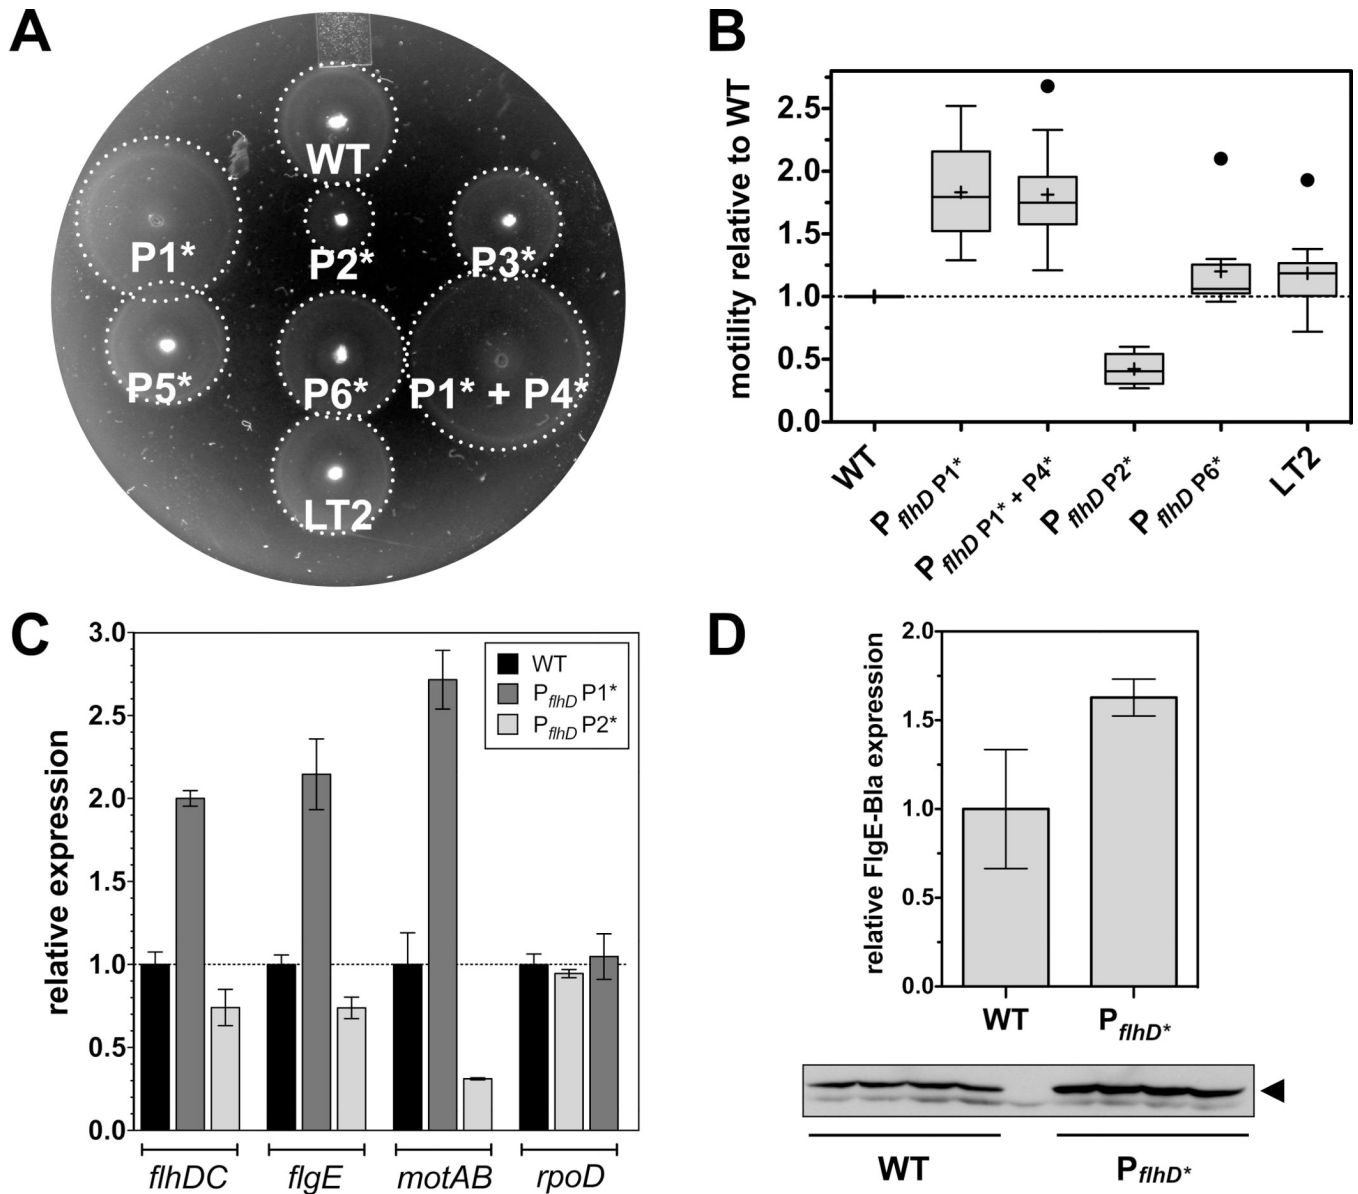 A
WT
P1*
P2*
P3*
P5*
P6*
P1* + P4*
LT2
B
motility relative to WT
2.5
2.0
1.5
1.0
0.5
0.0
WT
P flhD P1*
P flhD P1* + P4*
P flhD P2*
P flhD P6*
LT2
C
relative expression
3.0
2.5
2.0
1.5
1.0
0.5
0.0
WT
PflhD P1*
PflhD P2*
flhDC
flgE
motAB
rpoD
D
relative FlgE-Bla expression
2.0
1.5
1.0
0.5
0.0
WT
PflhD*
WT
PflhD*